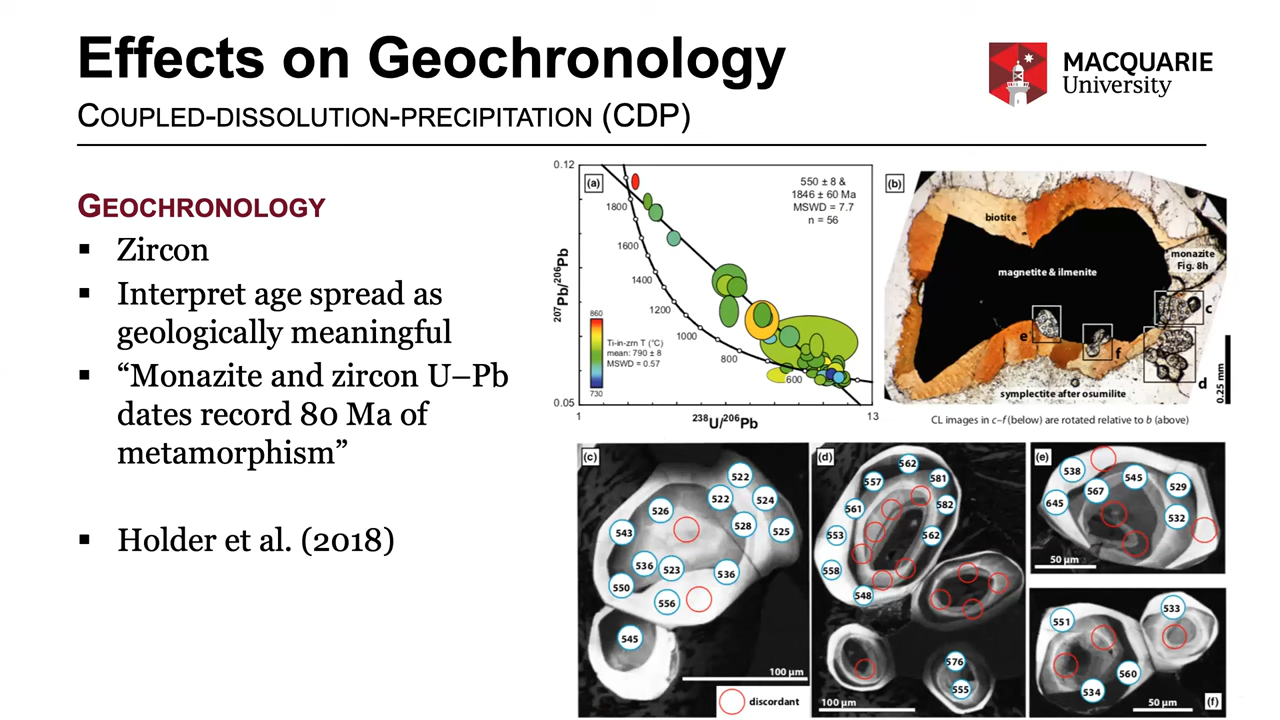 Effects on Geochronology
COUPLED-DISSOLUTION-PRECIPITATION (CDP)
MACQUARIE
University
GEOCHRONOLOGY
▪ Zircon
▪ Interpret age spread as
geologically meaningful
▪ “Monazite and zircon U–Pb
dates record 80 Ma of
metamorphism”
▪ Holder et al. (2018)
(a)
0.12
550 ± 8 &
1846 ± 60 Ma
MSWD = 7.7
n = 56
1800
1600
1400
1200
1000
800
600
207Pb/206Pb
860
Ti-in-zrn T (°C)
mean: 790 ± 8
MSWD = 0.57
730
0.05
1
238U/206Pb
13
(b)
biotite
magnetite & ilmenite
monazite
Fig. 8h
c
e
f
d
symplectite after osumilite
0.25 mm
CL images in c–f (below) are rotated relative to b (above)
(c)
522
522
524
526
528
525
543
536
523
536
550
556
545
100 µm
discordant
(d)
562
557
581
561
582
553
562
558
548
576
555
100 µm
(e)
538
545
567
529
645
532
50 µm
533
551
560
534
50 µm
(f)